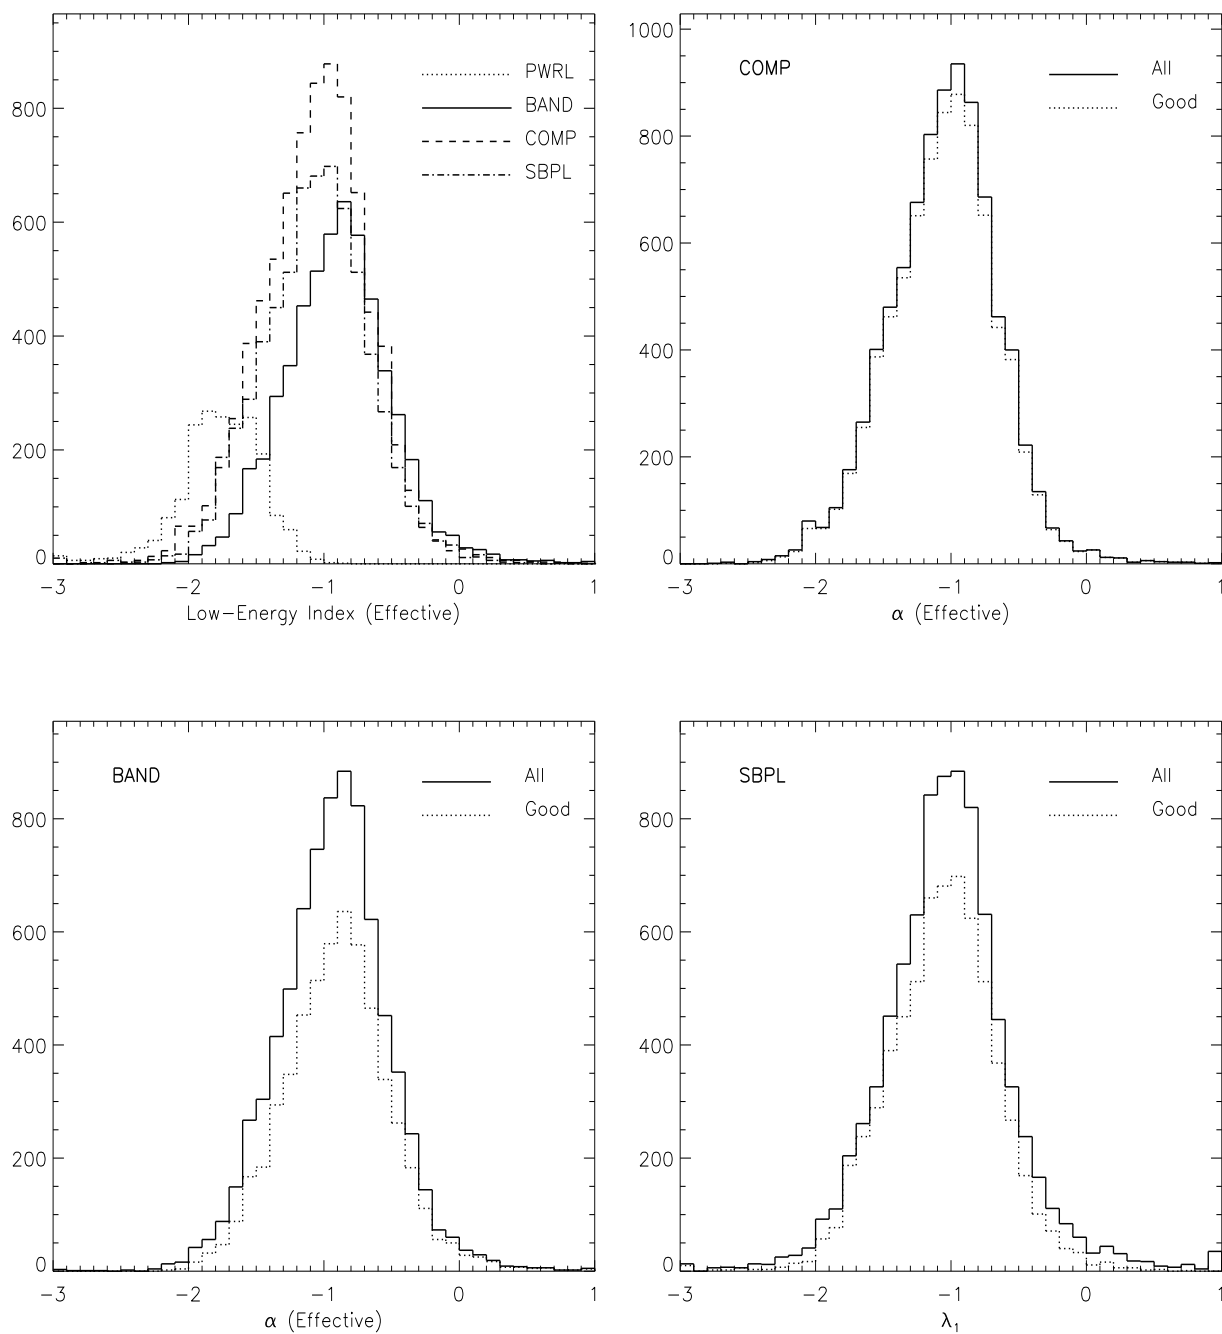 PWRL
BAND
COMP
SBPL
800
600
400
200
0
−3 −2 −1 0 1
Low−Energy Index (Effective)
COMP
All
Good
1000
800
600
400
200
0
−3 −2 −1 0 1
α (Effective)
BAND
All
Good
800
600
400
200
0
−3 −2 −1 0 1
α (Effective)
SBPL
All
Good
800
600
400
200
0
−3 −2 −1 0 1
λ₁